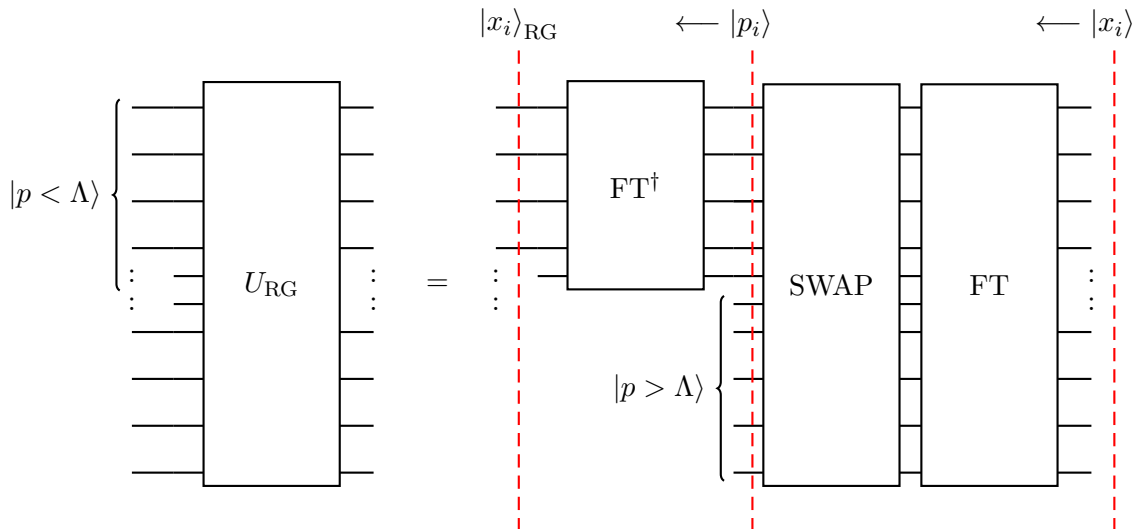 |x_i⟩_RG
⟵ |p_i⟩
⟵ |x_i⟩
|p < Λ⟩
U_RG
=
FT†
SWAP
FT
|p > Λ⟩